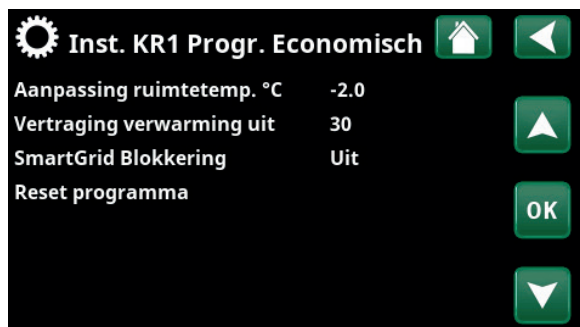 Inst. KR1 Progr. Economisch
Aanpassing ruimtetemp. °C -2.0
Vertraging verwarming uit 30
SmartGrid Blokkering Uit
Reset programma
OK